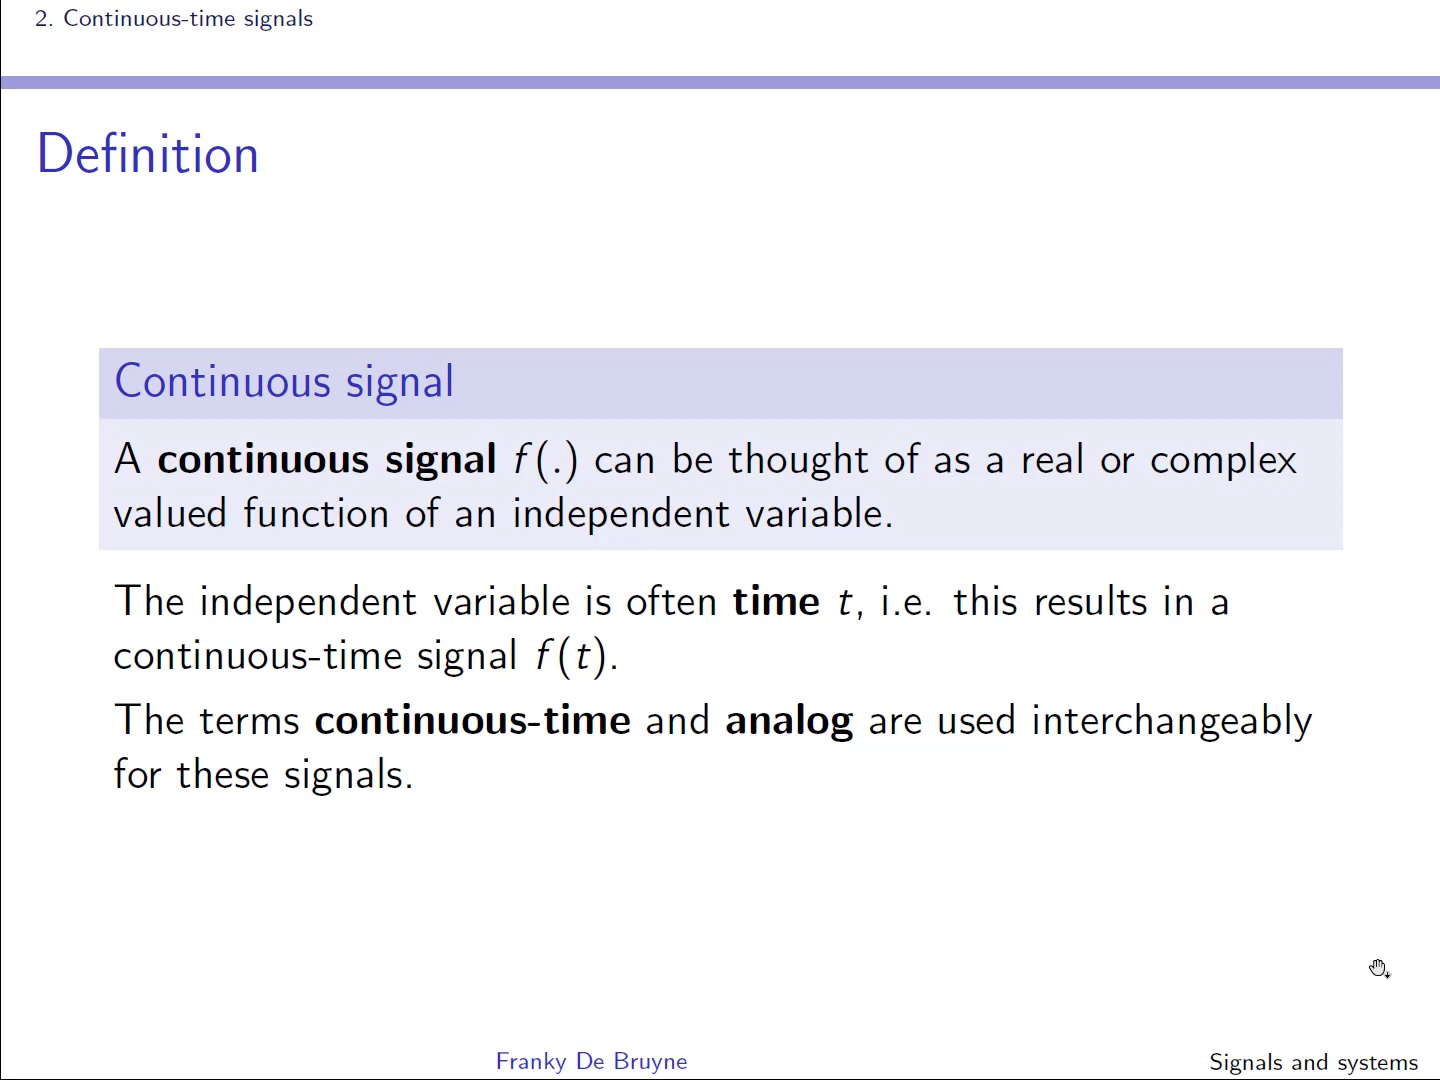 2. Continuous-time signals
Definition
Continuous signal
A continuous signal f(.) can be thought of as a real or complex
valued function of an independent variable.
The independent variable is often time t, i.e. this results in a
continuous-time signal f(t).
The terms continuous-time and analog are used interchangeably
for these signals.
Franky De Bruyne
Signals and systems